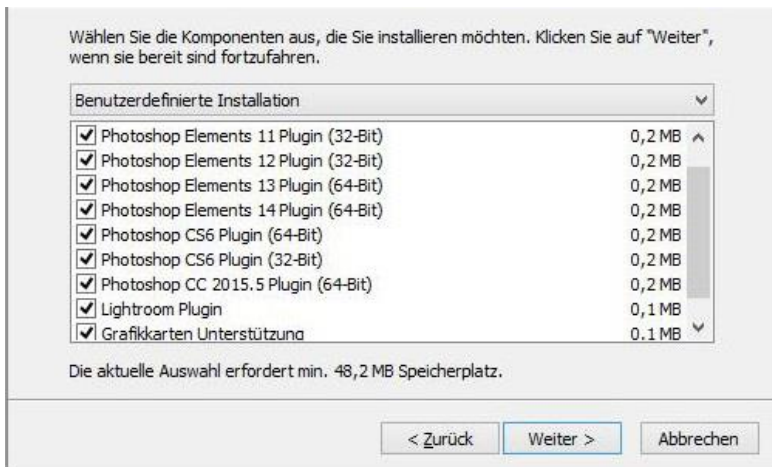 Wählen Sie die Komponenten aus, die Sie installieren möchten. Klicken Sie auf "Weiter",
wenn sie bereit sind fortzufahren.
Benutzerdefinierte Installation
Photoshop Elements 11 Plugin (32-Bit) 0,2 MB
Photoshop Elements 12 Plugin (32-Bit) 0,2 MB
Photoshop Elements 13 Plugin (64-Bit) 0,2 MB
Photoshop Elements 14 Plugin (64-Bit) 0,2 MB
Photoshop CS6 Plugin (64-Bit) 0,2 MB
Photoshop CS6 Plugin (32-Bit) 0,2 MB
Photoshop CC 2015.5 Plugin (64-Bit) 0,2 MB
Lightroom Plugin 0,1 MB
Grafikkarten Unterstützung 0,1 MB
Die aktuelle Auswahl erfordert min. 48,2 MB Speicherplatz.
< Zurück Weiter > Abbrechen